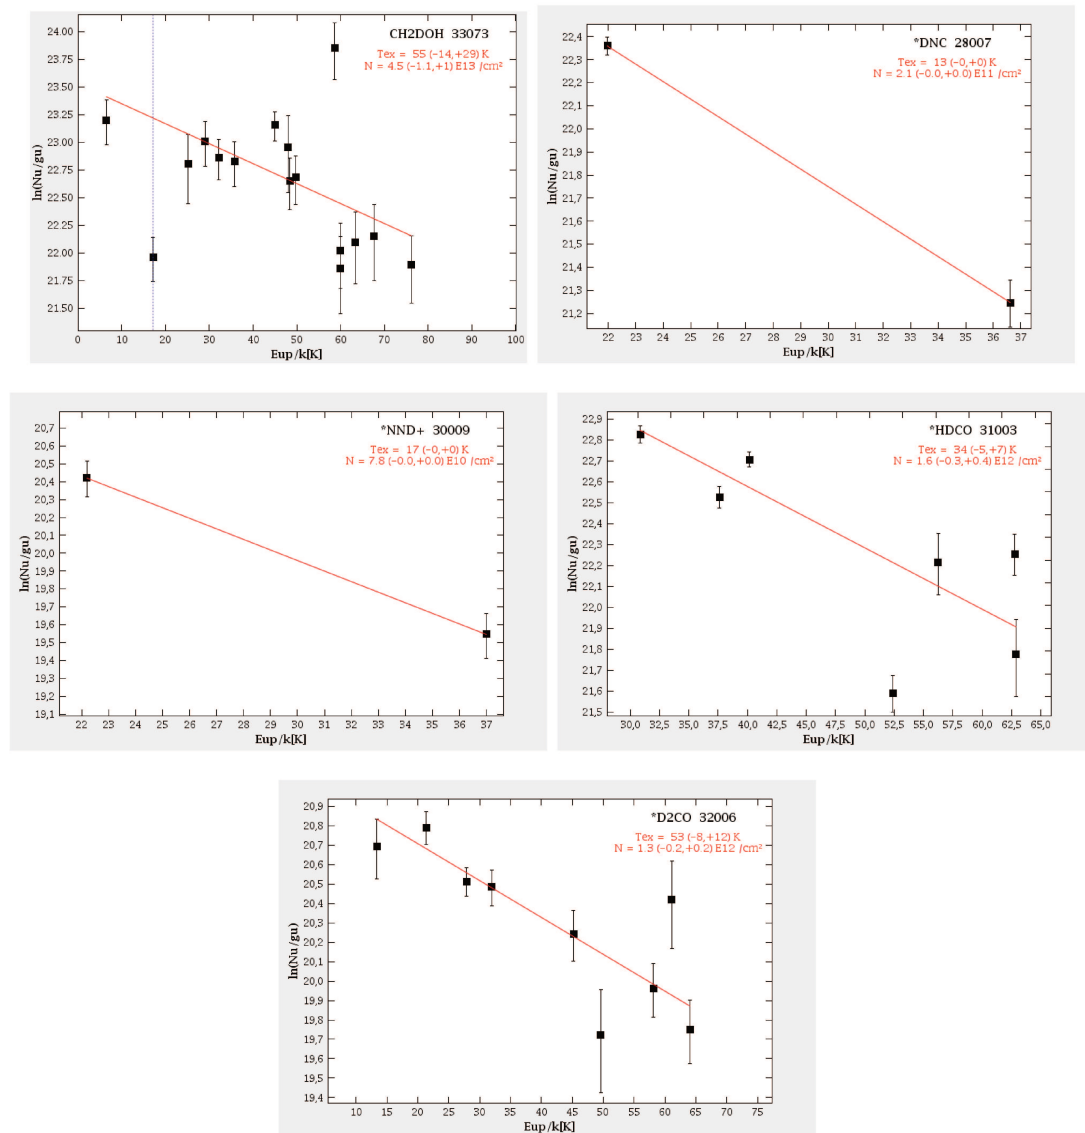 CH2DOH 33073
Tex = 55 (−14,+29) K
N = 4.5 (−1.1,+1) E13 /cm²
24.00
23.75
23.50
23.25
23.00
22.75
22.50
22.25
22.00
21.75
21.50
ln(Nu/gu)
0 10 20 30 40 50 60 70 80 90 100
Eup/k[K]
*DNC 28007
Tex = 13 (−0,+0) K
N = 2.1 (−0.0,+0.0) E11 /cm²
22,4
22,3
22,2
22,1
22,0
21,9
21,8
21,7
21,6
21,5
21,4
21,3
21,2
ln(Nu/gu)
22 23 24 25 26 27 28 29 30 31 32 33 34 35 36 37
Eup/k[K]
*NND+ 30009
Tex = 17 (−0,+0) K
N = 7.8 (−0.0,+0.0) E10 /cm²
20,7
20,6
20,5
20,4
20,3
20,2
20,1
20,0
19,9
19,8
19,7
19,6
19,5
19,4
19,3
19,2
19,1
ln(Nu/gu)
22 23 24 25 26 27 28 29 30 31 32 33 34 35 36 37
Eup/k[K]
*HDCO 31003
Tex = 34 (−5,+7) K
N = 1.6 (−0.3,+0.4) E12 /cm²
22,9
22,8
22,7
22,6
22,5
22,4
22,3
22,2
22,1
22,0
21,9
21,8
21,7
21,6
21,5
ln(Nu/gu)
30,0 32,5 35,0 37,5 40,0 42,5 45,0 47,5 50,0 52,5 55,0 57,5 60,0 62,5 65,0
Eup/k[K]
*D2CO 32006
Tex = 53 (−8,+12) K
N = 1.3 (−0.2,+0.2) E12 /cm²
20,9
20,8
20,7
20,6
20,5
20,4
20,3
20,2
20,1
20,0
19,9
19,8
19,7
19,6
19,5
19,4
ln(Nu/gu)
10 15 20 25 30 35 40 45 50 55 60 65 70 75
Eup/k[K]